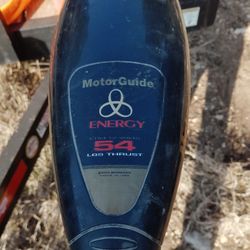 MotorGuide
ENERGY
54
LBS THRUST